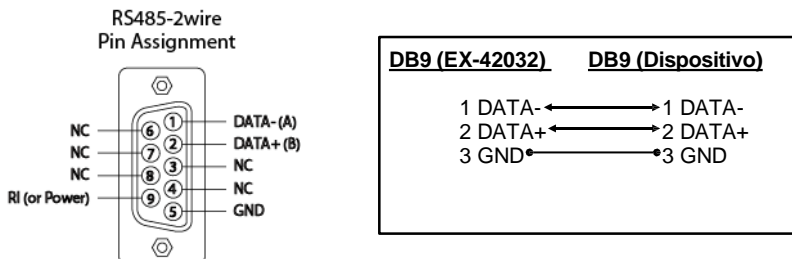 RS485-2wire
Pin Assignment
NC
NC
NC
RI (or Power)
6
7
8
9
1
2
3
4
5
DATA- (A)
DATA+ (B)
NC
NC
GND
DB9 (EX-42032) DB9 (Dispositivo)
1 DATA- 1 DATA-
2 DATA+ 2 DATA+
3 GND 3 GND